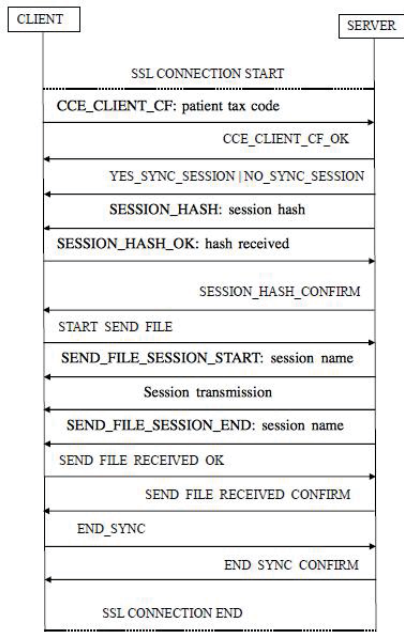 CLIENT
SERVER
SSL CONNECTION START
CCE_CLIENT_CF: patient tax code
CCE_CLIENT_CF_OK
YES_SYNC_SESSION | NO_SYNC_SESSION
SESSION_HASH: session hash
SESSION_HASH_OK: hash received
SESSION_HASH_CONFIRM
START SEND FILE
SEND_FILE_SESSION_START: session name
Session transmission
SEND_FILE_SESSION_END: session name
SEND FILE RECEIVED OK
SEND FILE RECEIVED CONFIRM
END_SYNC
END SYNC CONFIRM
SSL CONNECTION END